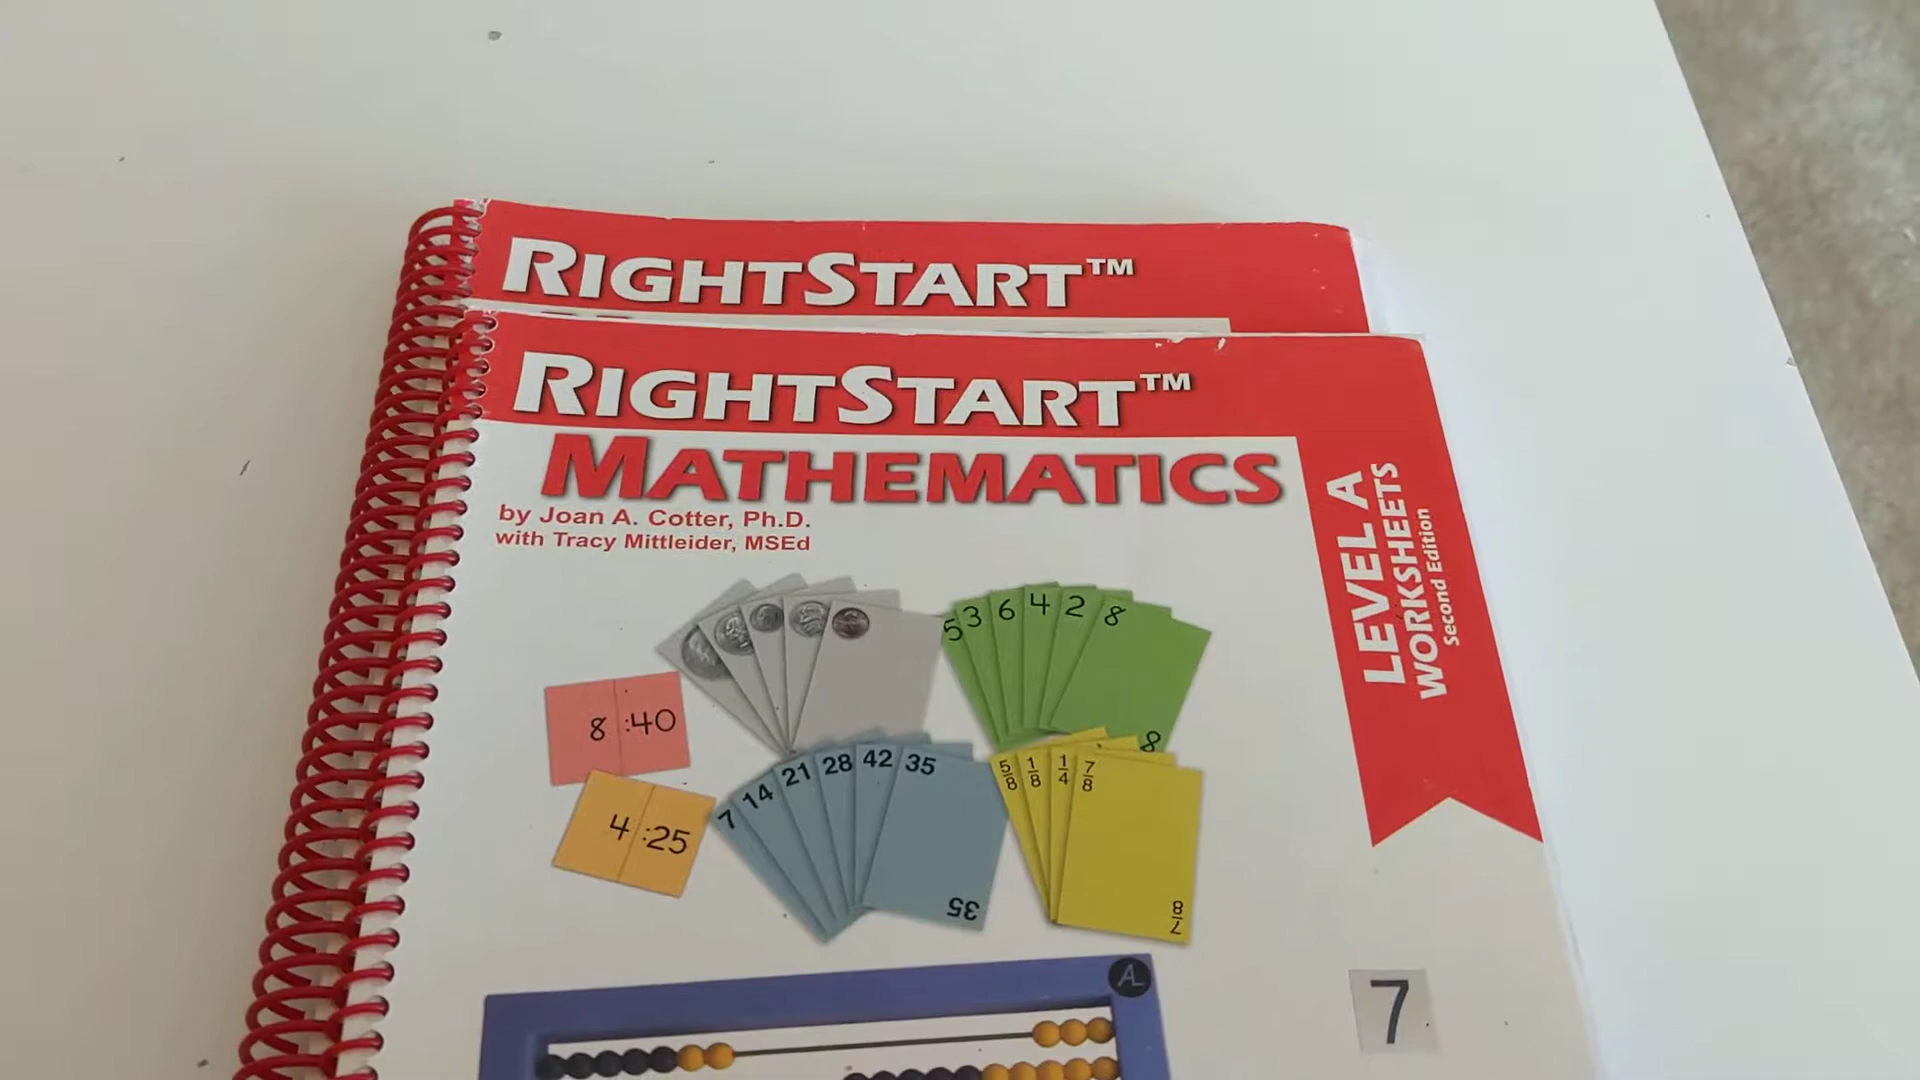 RIGHTSTART™
RIGHTSTART™
MATHEMATICS
by Joan A. Cotter, Ph.D.
with Tracy Mittleider, MSEd
LEVEL A
WORKSHEETS
Second Edition
5 3 6 4 2 8
8
8 :40
4 :25
7 14 21 28 42 35
35
5/8 1/8 1/4 7/8
7/8
AL
7